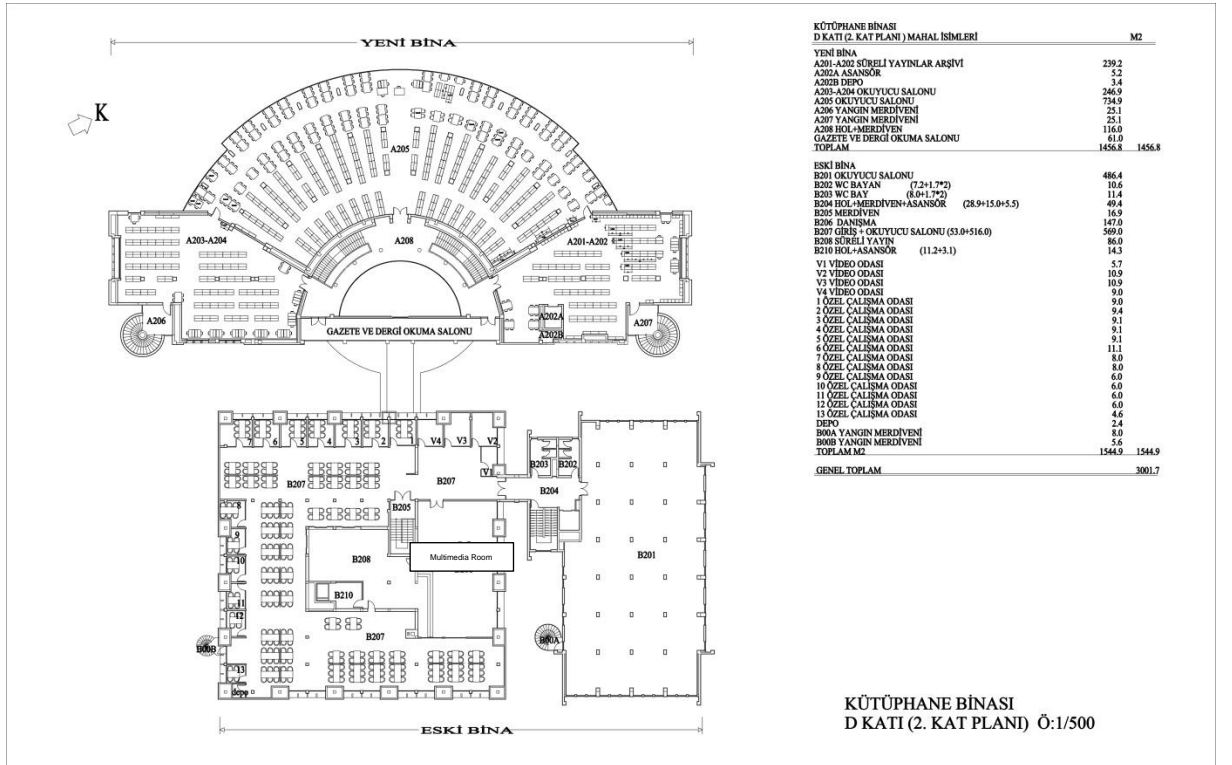 YENİ BİNA
K
A205
A203-A204
A208
A201-A202
A206
A202A
A202B
A207
GAZETE VE DERGİ OKUMA SALONU
7 6 5 4 3 2 1 V4 V3 V2
V1
B203 B202
B207
B207
B204
8
B205
9
10
B208
Multimedia Room
B201
B210
11
12
B207
B00B
B00A
13
depo
ESKİ BİNA
KÜTÜPHANE BİNASI
D KATI (2. KAT PLANI ) MAHAL İSİMLERİ M2
YENİ BİNA
A201-A202 SÜRELİ YAYINLAR ARŞİVİ 239.2
A202A ASANSÖR 5.2
A202B DEPO 3.4
A203-A204 OKUYUCU SALONU 246.9
A205 OKUYUCU SALONU 734.9
A206 YANGIN MERDİVENİ 25.1
A207 YANGIN MERDİVENİ 25.1
A208 HOL+MERDİVEN 116.0
GAZETE VE DERGİ OKUMA SALONU 61.0
TOPLAM 1456.8 1456.8
ESKİ BİNA
B201 OKUYUCU SALONU 486.4
B202 WC BAYAN (7.2+1.7*2) 10.6
B203 WC BAY (8.0+1.7*2) 11.4
B204 HOL+MERDİVEN+ASANSÖR (28.9+15.0+5.5) 49.4
B205 MERDİVEN 16.9
B206 DANIŞMA 147.0
B207 GİRİŞ + OKUYUCU SALONU (53.0+516.0) 569.0
B208 SÜRELİ YAYIN 86.0
B210 HOL+ASANSÖR (11.2+3.1) 14.3
V1 VİDEO ODASI 5.7
V2 VİDEO ODASI 10.9
V3 VİDEO ODASI 10.9
V4 VİDEO ODASI 9.0
1 ÖZEL ÇALIŞMA ODASI 9.0
2 ÖZEL ÇALIŞMA ODASI 9.4
3 ÖZEL ÇALIŞMA ODASI 9.1
4 ÖZEL ÇALIŞMA ODASI 9.1
5 ÖZEL ÇALIŞMA ODASI 9.1
6 ÖZEL ÇALIŞMA ODASI 11.1
7 ÖZEL ÇALIŞMA ODASI 8.0
8 ÖZEL ÇALIŞMA ODASI 8.0
9 ÖZEL ÇALIŞMA ODASI 6.0
10 ÖZEL ÇALIŞMA ODASI 6.0
11 ÖZEL ÇALIŞMA ODASI 6.0
12 ÖZEL ÇALIŞMA ODASI 6.0
13 ÖZEL ÇALIŞMA ODASI 4.6
DEPO 2.4
B00A YANGIN MERDİVENİ 8.0
B00B YANGIN MERDİVENİ 5.6
TOPLAM M2 1544.9 1544.9
GENEL TOPLAM 3001.7
KÜTÜPHANE BİNASI
D KATI (2. KAT PLANI) Ö:1/500